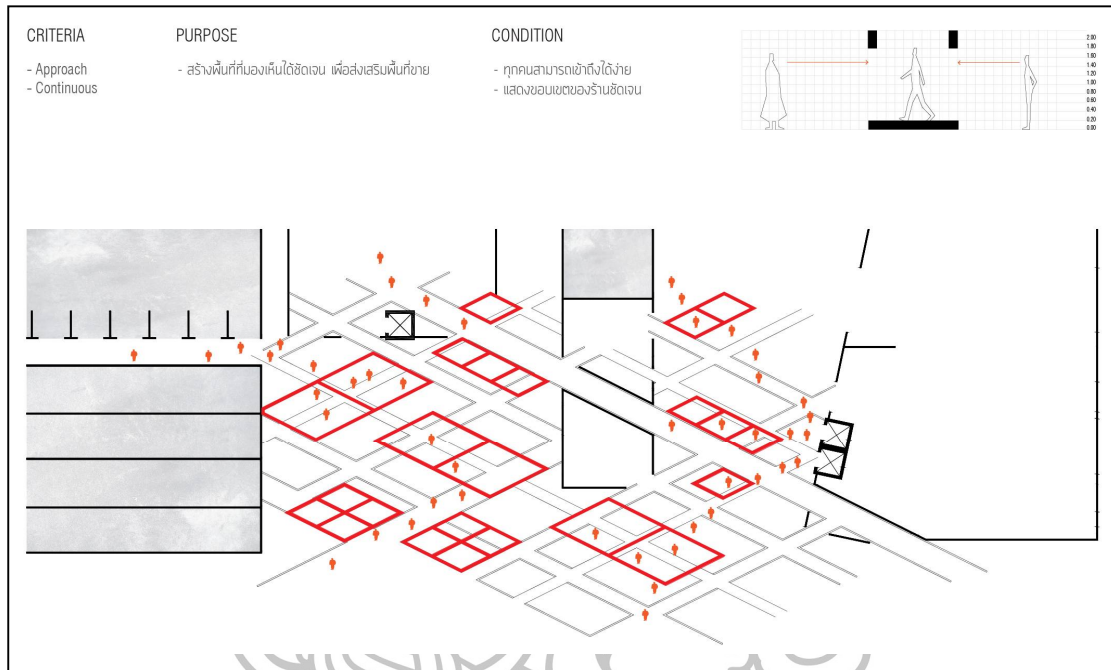 CRITERIA
- Approach
- Continuous
PURPOSE
- สร้างพื้นที่ที่มองเห็นได้ชัดเจน เพื่อส่งเสริมพื้นที่ขาย
CONDITION
- ทุกคนสามารถเข้าถึงได้ง่าย
- แสดงขอบเขตของร้านชัดเจน
2.00
1.80
1.60
1.40
1.20
1.00
0.80
0.60
0.40
0.20
0.00